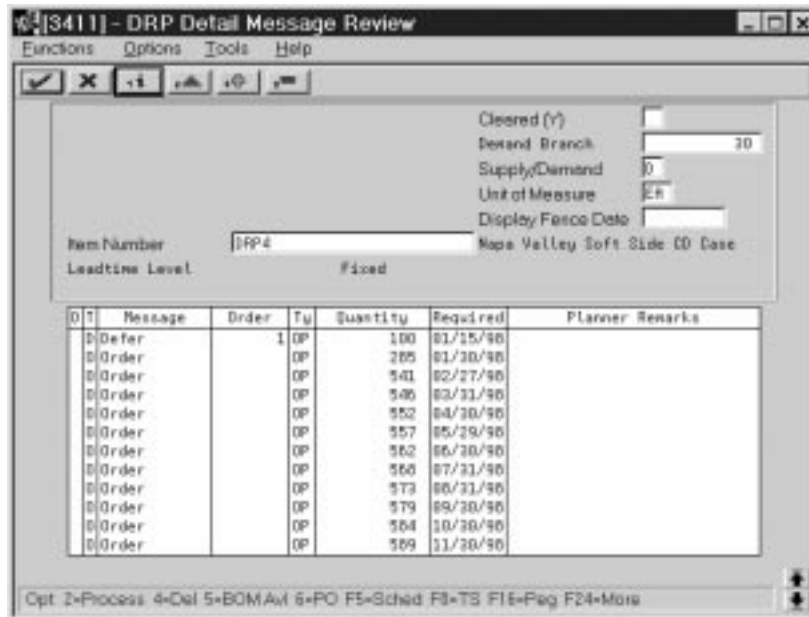 [3411] - DRP Detail Message Review
Functions Options Tools Help
Cleared (Y)
Demand Branch 30
Supply/Demand D
Unit of Measure EA
Display Fence Date
Item Number DRP4 Napa Valley Soft Side CD Case
Leadtime Level Fixed
O T Message Order Ty Quantity Required Planner Remarks
D Defer 1 OP 100 01/15/98
D Order OP 285 01/30/98
D Order OP 541 02/27/98
D Order OP 546 03/31/98
D Order OP 552 04/30/98
D Order OP 557 05/29/98
D Order OP 562 06/30/98
D Order OP 568 07/31/98
D Order OP 573 08/31/98
D Order OP 579 09/30/98
D Order OP 584 10/30/98
D Order OP 589 11/30/98
Opt 2=Process 4=Del 5=BOM Avl 6=PO F5=Sched F8=TS F16=Peg F24=More